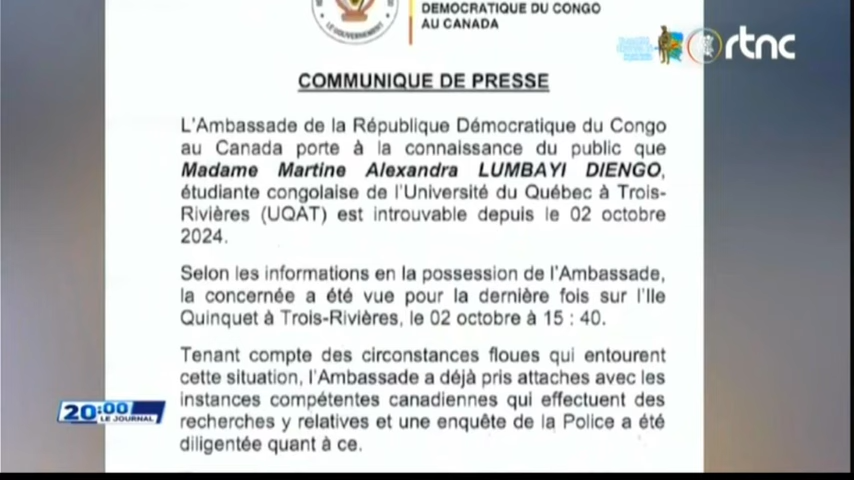 LE GOUVERNEMENT
DEMOCRATIQUE DU CONGO
AU CANADA
rtnc
COMMUNIQUE DE PRESSE
L'Ambassade de la République Démocratique du Congo
au Canada porte à la connaissance du public que
Madame Martine Alexandra LUMBAYI DIENGO,
étudiante congolaise de l'Université du Québec à Trois-
Rivières (UQAT) est introuvable depuis le 02 octobre
2024.
Selon les informations en la possession de l'Ambassade,
la concernée a été vue pour la dernière fois sur l'Ile
Quinquet à Trois-Rivières, le 02 octobre à 15 : 40.
Tenant compte des circonstances floues qui entourent
cette situation, l'Ambassade a déjà pris attaches avec les
instances compétentes canadiennes qui effectuent des
recherches y relatives et une enquête de la Police a été
diligentée quant à ce.
20:00
LE JOURNAL